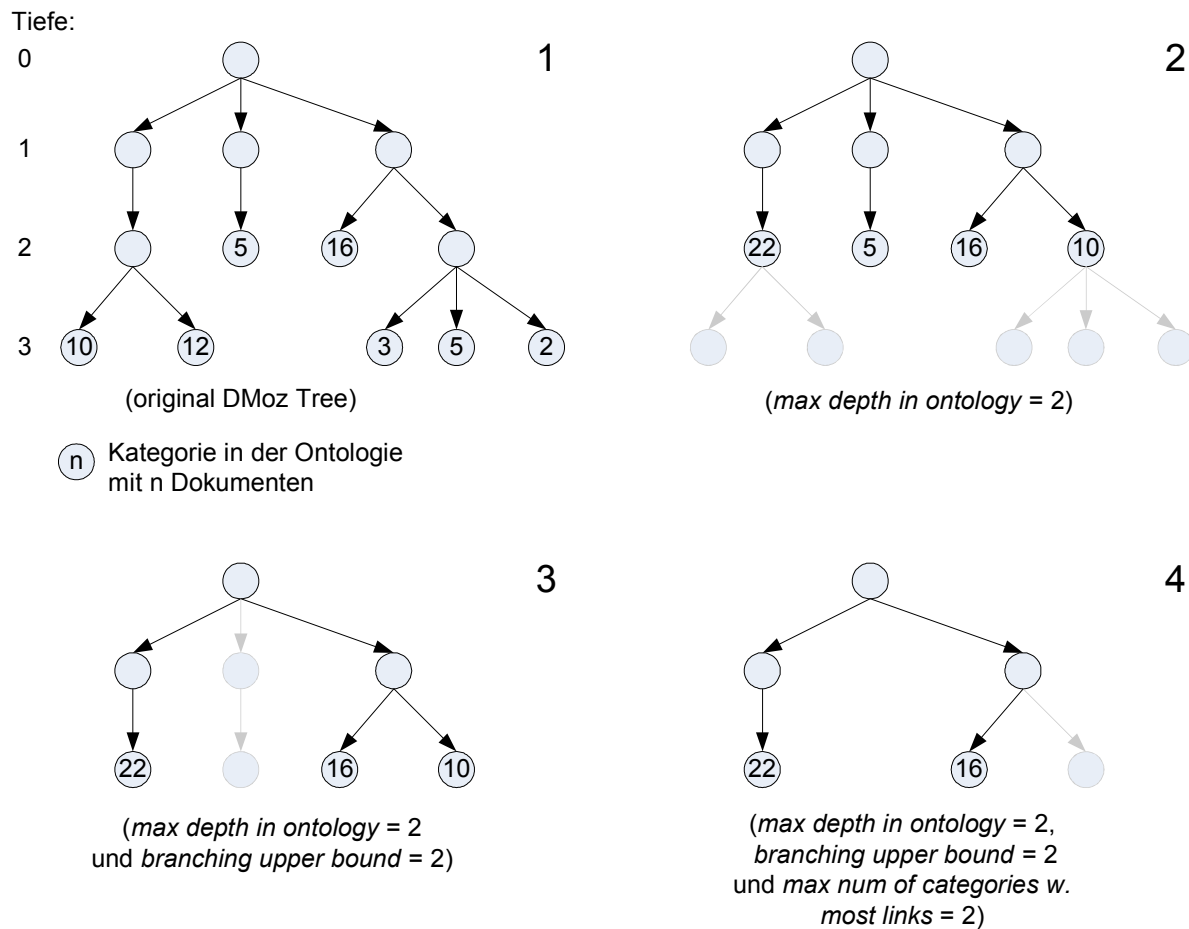 Tiefe:
0
1
2
1
2
5
16
22
5
16
10
3
10
12
3
5
2
(original DMoz Tree)
(max depth in ontology = 2)
n
Kategorie in der Ontologie
mit n Dokumenten
3
4
22
16
10
22
16
(max depth in ontology = 2
und branching upper bound = 2)
(max depth in ontology = 2,
branching upper bound = 2
und max num of categories w.
most links = 2)